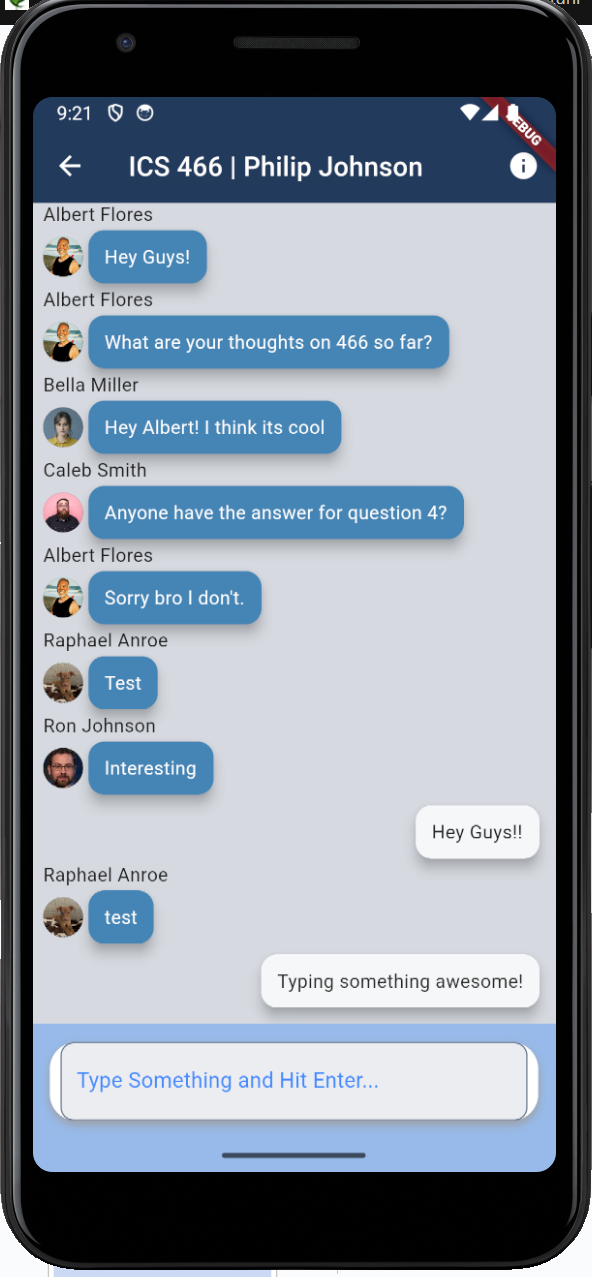 9:21
DEBUG
ICS 466 | Philip Johnson
Albert Flores
Hey Guys!
Albert Flores
What are your thoughts on 466 so far?
Bella Miller
Hey Albert! I think its cool
Caleb Smith
Anyone have the answer for question 4?
Albert Flores
Sorry bro I don't.
Raphael Anroe
Test
Ron Johnson
Interesting
Hey Guys!!
Raphael Anroe
test
Typing something awesome!
Type Something and Hit Enter...